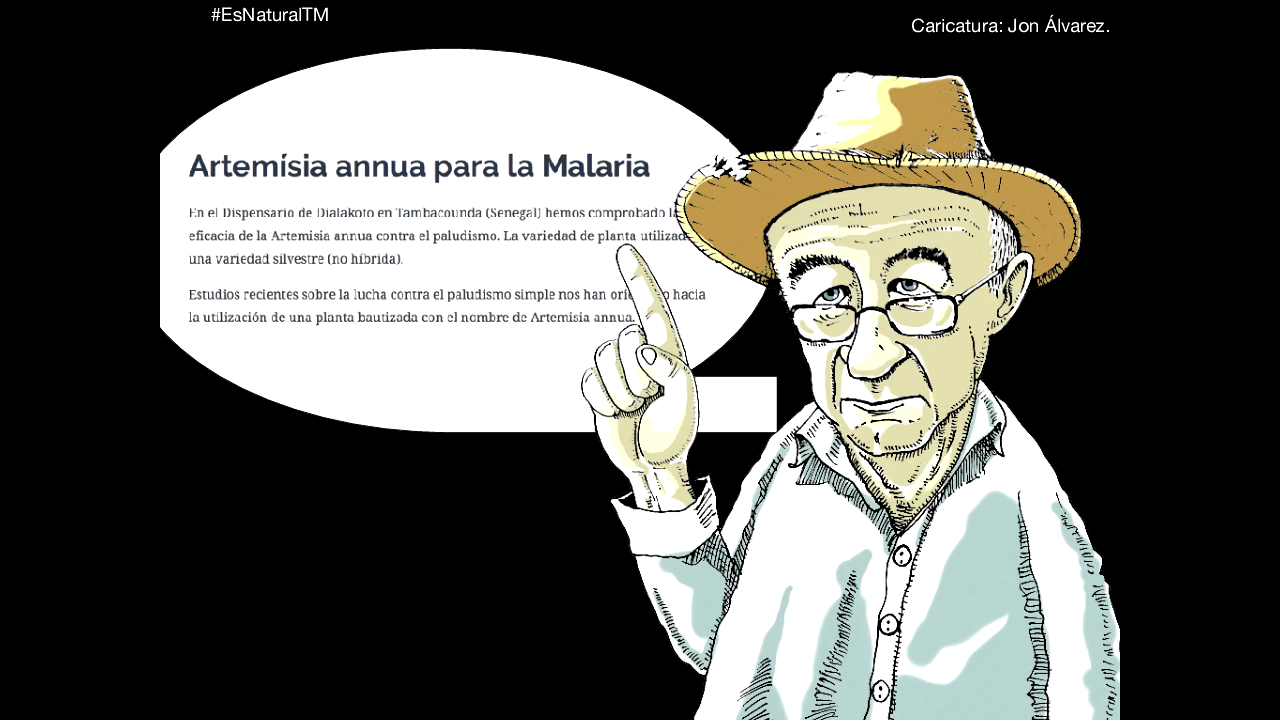 #EsNaturalTM
Caricatura: Jon Álvarez.
Artemísia annua para la Malaria
En el Dispensario de Dialakoto en Tambacounda (Senegal) hemos comprobado
eficacia de la Artemisia annua contra el paludismo. La variedad de planta
una variedad silvestre (no híbrida).
Estudios recientes sobre la lucha contra el paludismo simple nos han hacia
la utilización de una planta bautizada con el nombre de Artemisia annua.